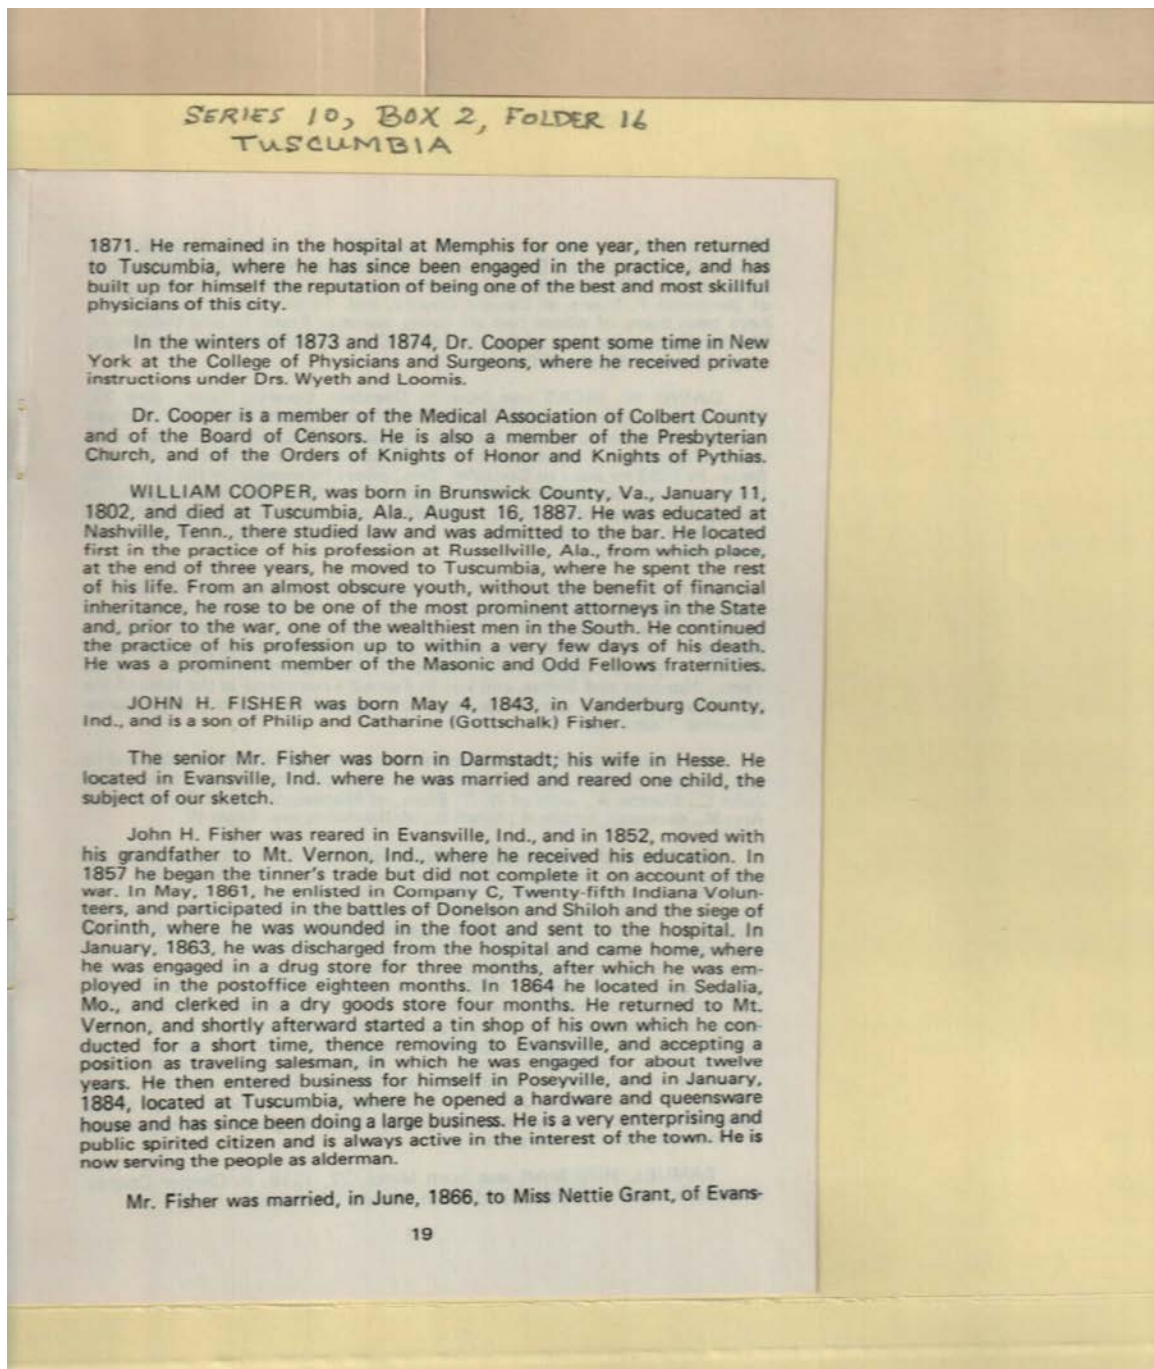 SERIES 10, BOX 2, FOLDER 16
TUSCUMBIA
1871. He remained in the hospital at Memphis for one year, then returned
to Tuscumbia, where he has since been engaged in the practice, and has
built up for himself the reputation of being one of the best and most skillful
physicians of this city.
In the winters of 1873 and 1874, Dr. Cooper spent some time in New
York at the College of Physicians and Surgeons, where he received private
instructions under Drs. Wyeth and Loomis.
Dr. Cooper is a member of the Medical Association of Colbert County
and of the Board of Censors. He is also a member of the Presbyterian
Church, and of the Orders of Knights of Honor and Knights of Pythias.
WILLIAM COOPER, was born in Brunswick County, Va., January 11,
1802, and died at Tuscumbia, Ala., August 16, 1887. He was educated at
Nashville, Tenn., there studied law and was admitted to the bar. He located
first in the practice of his profession at Russellville, Ala., from which place,
at the end of three years, he moved to Tuscumbia, where he spent the rest
of his life. From an almost obscure youth, without the benefit of financial
inheritance, he rose to be one of the most prominent attorneys in the State
and, prior to the war, one of the wealthiest men in the South. He continued
the practice of his profession up to within a very few days of his death.
He was a prominent member of the Masonic and Odd Fellows fraternities.
JOHN H. FISHER was born May 4, 1843, in Vanderburg County,
Ind., and is a son of Philip and Catharine (Gottschalk) Fisher.
The senior Mr. Fisher was born in Darmstadt; his wife in Hesse. He
located in Evansville, Ind. where he was married and reared one child, the
subject of our sketch.
John H. Fisher was reared in Evansville, Ind., and in 1852, moved with
his grandfather to Mt. Vernon, Ind., where he received his education. In
1857 he began the tinner's trade but did not complete it on account of the
war. In May, 1861, he enlisted in Company C, Twenty-fifth Indiana Volun-
teers, and participated in the battles of Donelson and Shiloh and the siege of
Corinth, where he was wounded in the foot and sent to the hospital. In
January, 1863, he was discharged from the hospital and came home, where
he was engaged in a drug store for three months, after which he was em-
ployed in the postoffice eighteen months. In 1864 he located in Sedalia,
Mo., and clerked in a dry goods store four months. He returned to Mt.
Vernon, and shortly afterward started a tin shop of his own which he con-
ducted for a short time, thence removing to Evansville, and accepting a
position as traveling salesman, in which he was engaged for about twelve
years. He then entered business for himself in Poseyville, and in January,
1884, located at Tuscumbia, where he opened a hardware and queensware
house and has since been doing a large business. He is a very enterprising and
public spirited citizen and is always active in the interest of the town. He is
now serving the people as alderman.
Mr. Fisher was married, in June, 1866, to Miss Nettie Grant, of Evans-
19